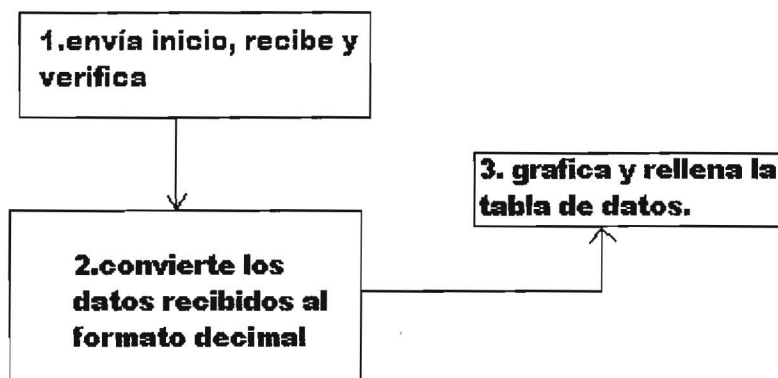 1.envía inicio, recibe y
verifica
2.convierte los
datos recibidos al
formato decimal
3. grafica y rellena la
tabla de datos.